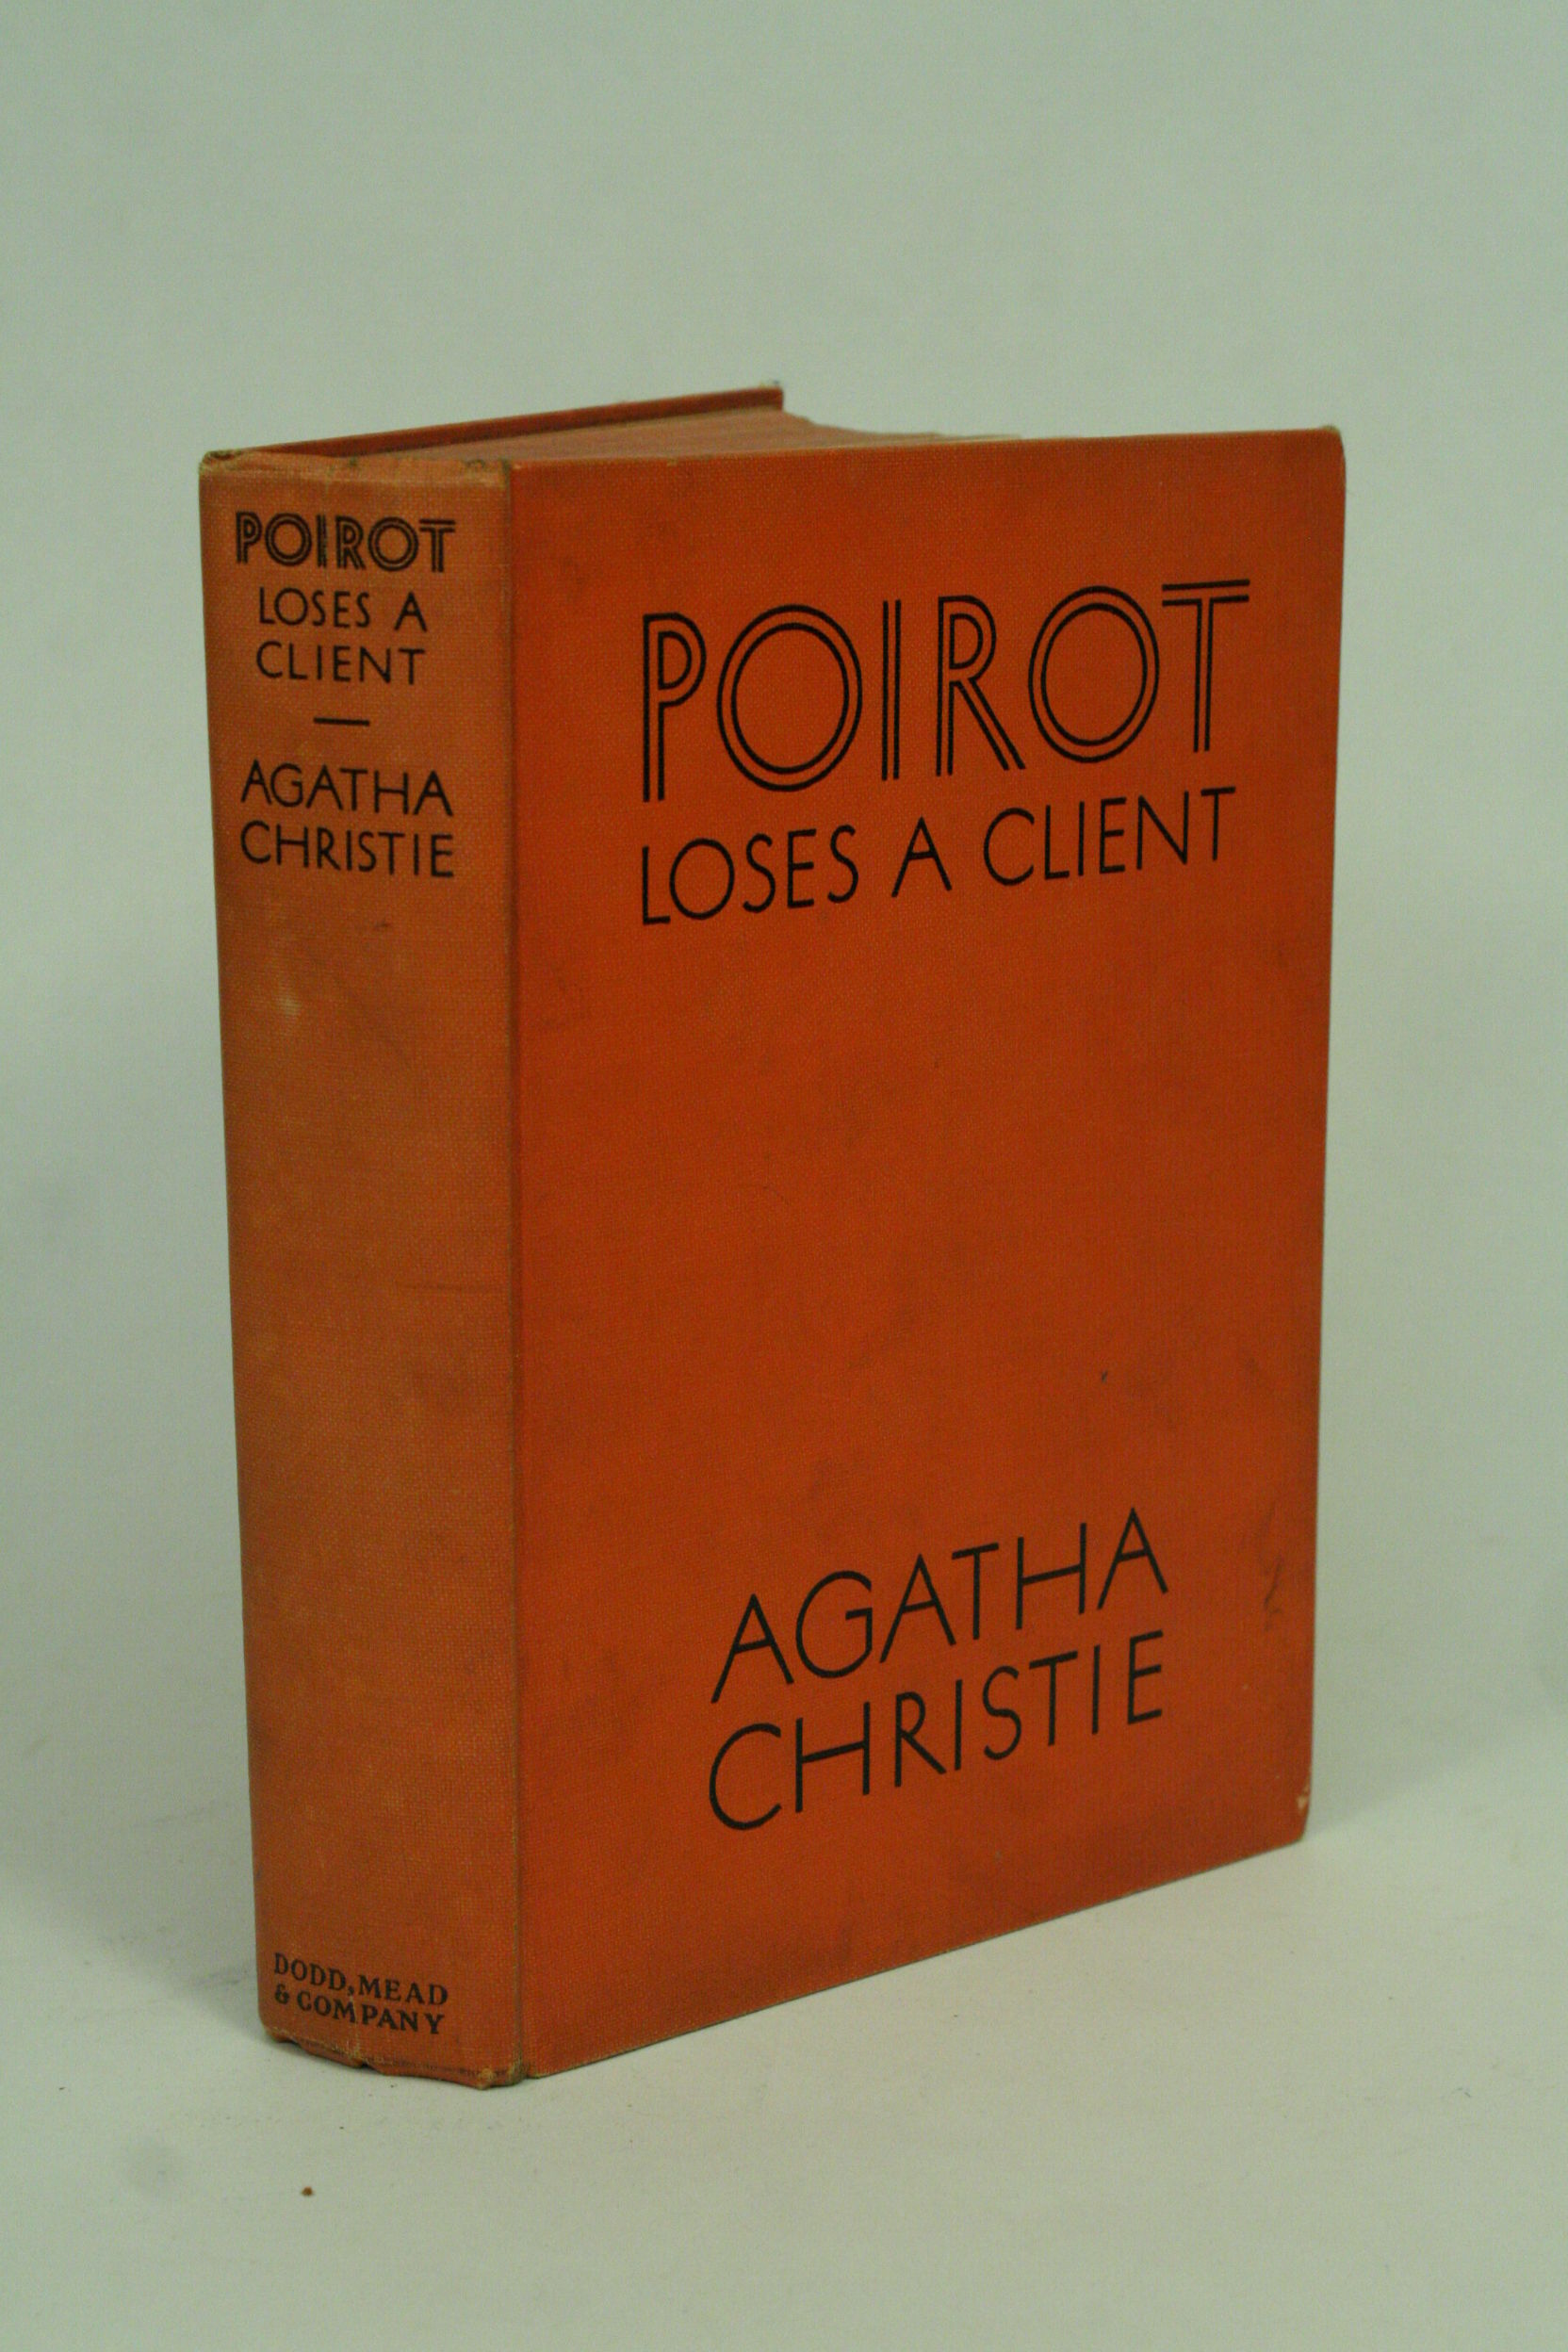 POIROT
LOSES A
CLIENT
AGATHA
CHRISTIE
DODD, MEAD
& COMPANY
POIROT
LOSES A CLIENT
AGATHA
CHRISTIE